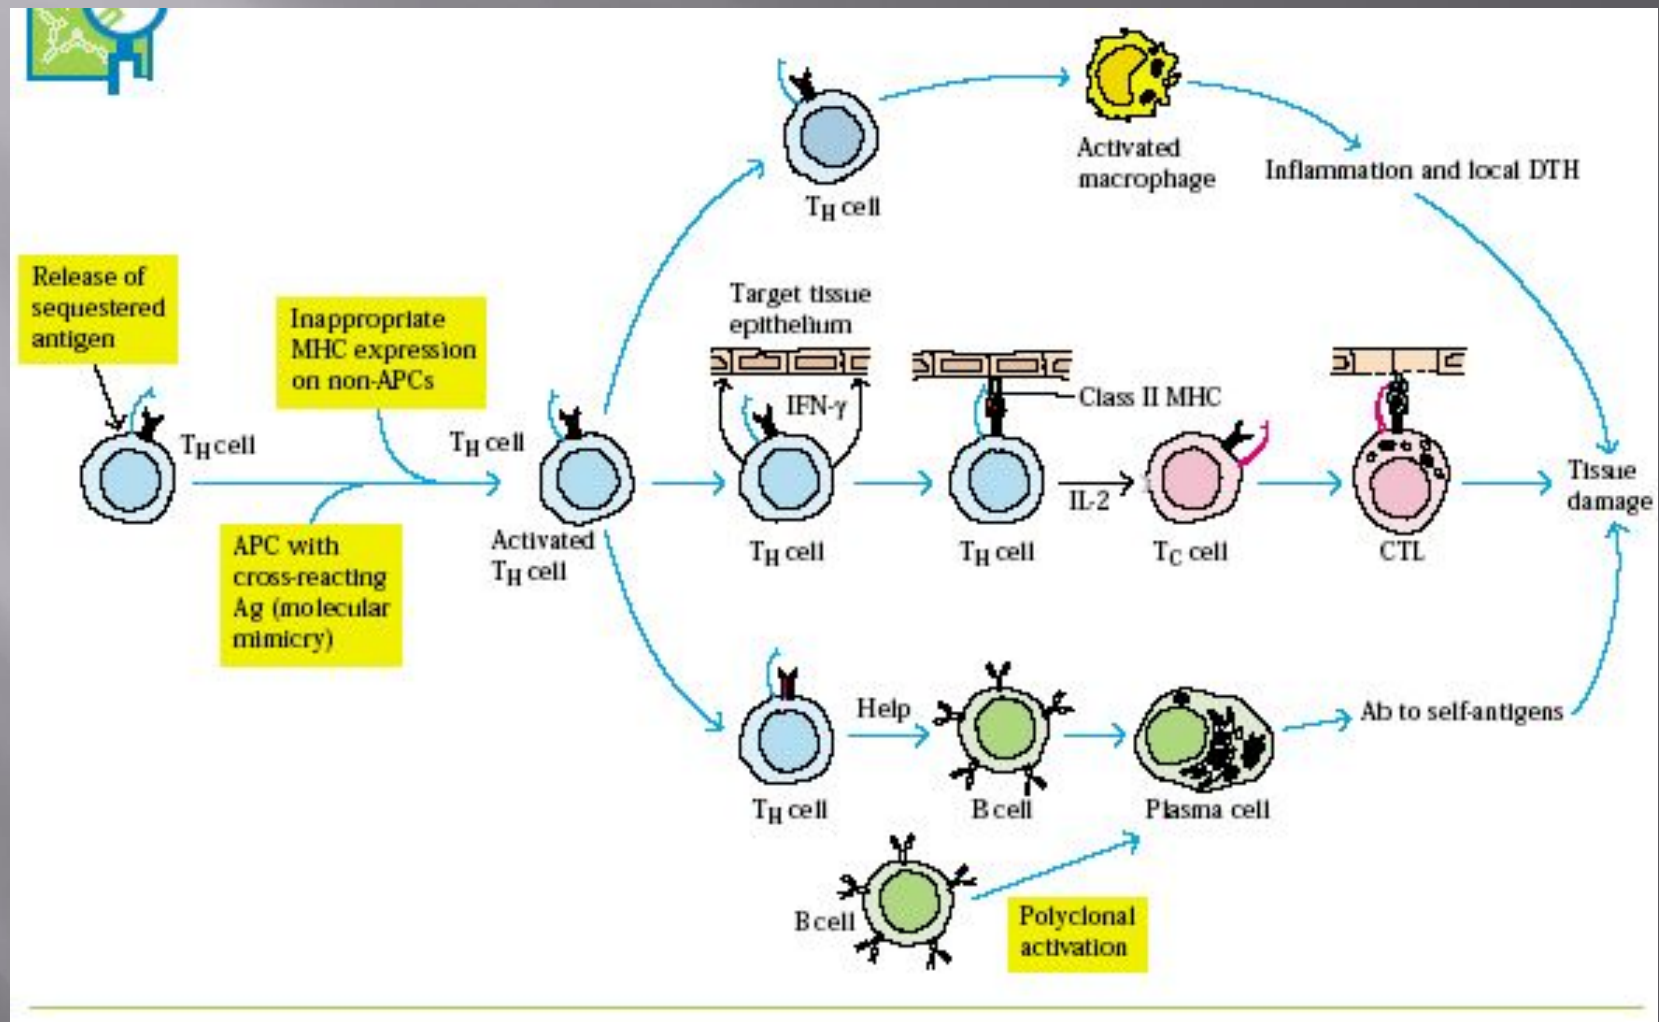 Activated
macrophage
Inflammation and local DTH
TH cell
Release of
sequestered
antigen
Inappropriate
MHC expression
on non-APCs
Target tissue
epithelium
IFN-γ
Class II MHC
TH cell
TH cell
IL-2
Tissue
damage
APC with
cross-reacting
Ag (molecular
mimicry)
Activated
TH cell
TH cell
TH cell
TC cell
CTL
Help
Ab to self-antigens
TH cell
B cell
Plasma cell
B cell
Polyclonal
activation